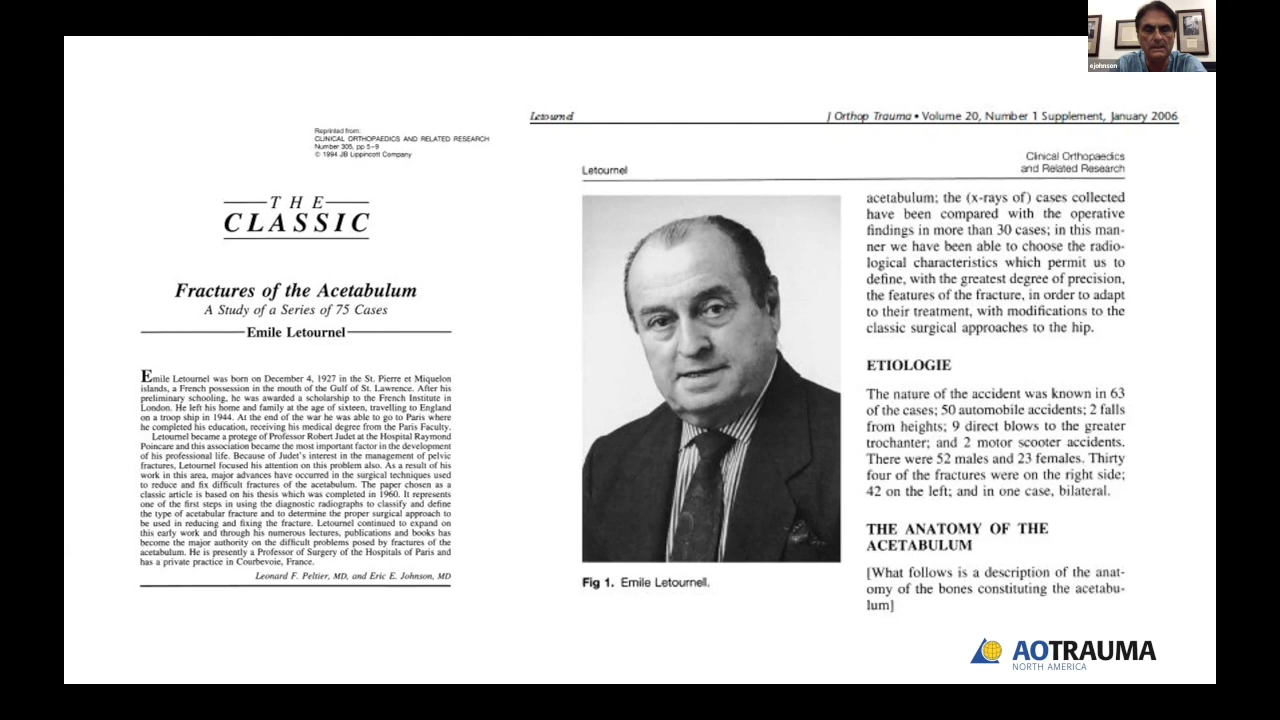 ejohnson
Reprinted from:
CLINICAL ORTHOPAEDICS AND RELATED RESEARCH
Number 305, pp 5-9
© 1994 JB Lippincott Company
THE
CLASSIC
Fractures of the Acetabulum
A Study of a Series of 75 Cases
Emile Letournel
Emile Letournel was born on December 4, 1927 in the St. Pierre et Miquelon
islands, a French possession in the mouth of the Gulf of St. Lawrence. After his
preliminary schooling, he was awarded a scholarship to the French Institute in
London. He left his home and family at the age of sixteen, travelling to England
on a troop ship in 1944. At the end of the war he was able to go to Paris where
he completed his education, receiving his medical degree from the Paris Faculty.
Letournel became a protege of Professor Robert Judet at the Hospital Raymond
Poincare and this association became the most important factor in the development
of his professional life. Because of Judet's interest in the management of pelvic
fractures, Letournel focused his attention on this problem also. As a result of his
work in this area, major advances have occurred in the surgical techniques used
to reduce and fix difficult fractures of the acetabulum. The paper chosen as a
classic article is based on his thesis which was completed in 1960. It represents
one of the first steps in using the diagnostic radiographs to classify and define
the type of acetabular fracture and to determine the proper surgical approach to
be used in reducing and fixing the fracture. Letournel continued to expand on
this early work and through his numerous lectures, publications and books has
become the major authority on the difficult problems posed by fractures of the
acetabulum. He is presently a Professor of Surgery of the Hospitals of Paris and
has a private practice in Courbevoie, France.
Leonard F. Peltier, MD, and Eric E. Johnson, MD
Letournel
J Orthop Trauma • Volume 20, Number 1 Supplement, January 2006
Letournel
Clinical Orthopaedics
and Related Research
Fig 1. Emile Letournell.
acetabulum; the (x-rays of) cases collected
have been compared with the operative
findings in more than 30 cases; in this man-
ner we have been able to choose the radio-
logical characteristics which permit us to
define, with the greatest degree of precision,
the features of the fracture, in order to adapt
to their treatment, with modifications to the
classic surgical approaches to the hip.
ETIOLOGIE
The nature of the accident was known in 63
of the cases; 50 automobile accidents; 2 falls
from heights; 9 direct blows to the greater
trochanter; and 2 motor scooter accidents.
There were 52 males and 23 females. Thirty
four of the fractures were on the right side;
42 on the left; and in one case, bilateral.
THE ANATOMY OF THE
ACETABULUM
[What follows is a description of the anat-
omy of the bones constituting the acetabu-
lum]
AOTRAUMA
NORTH AMERICA